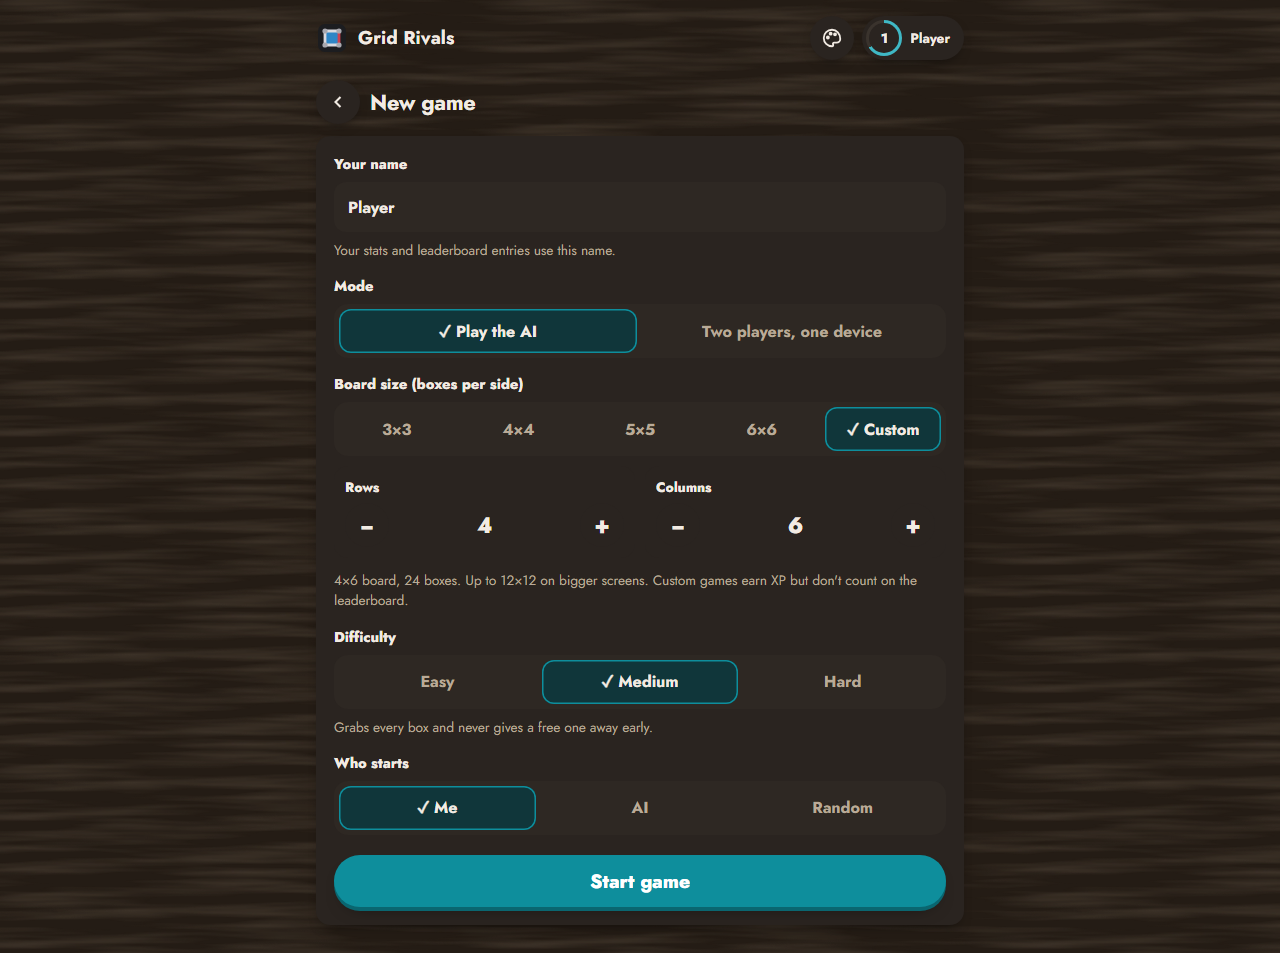 Grid Rivals
1 Player
New game
Your name
Player
Your stats and leaderboard entries use this name.
Mode
✓ Play the AI Two players, one device
Board size (boxes per side)
3×3 4×4 5×5 6×6 ✓ Custom
Rows Columns
− 4 + − 6 +
4×6 board, 24 boxes. Up to 12×12 on bigger screens. Custom games earn XP but don't count on the
leaderboard.
Difficulty
Easy ✓ Medium Hard
Grabs every box and never gives a free one away early.
Who starts
✓ Me AI Random
Start game